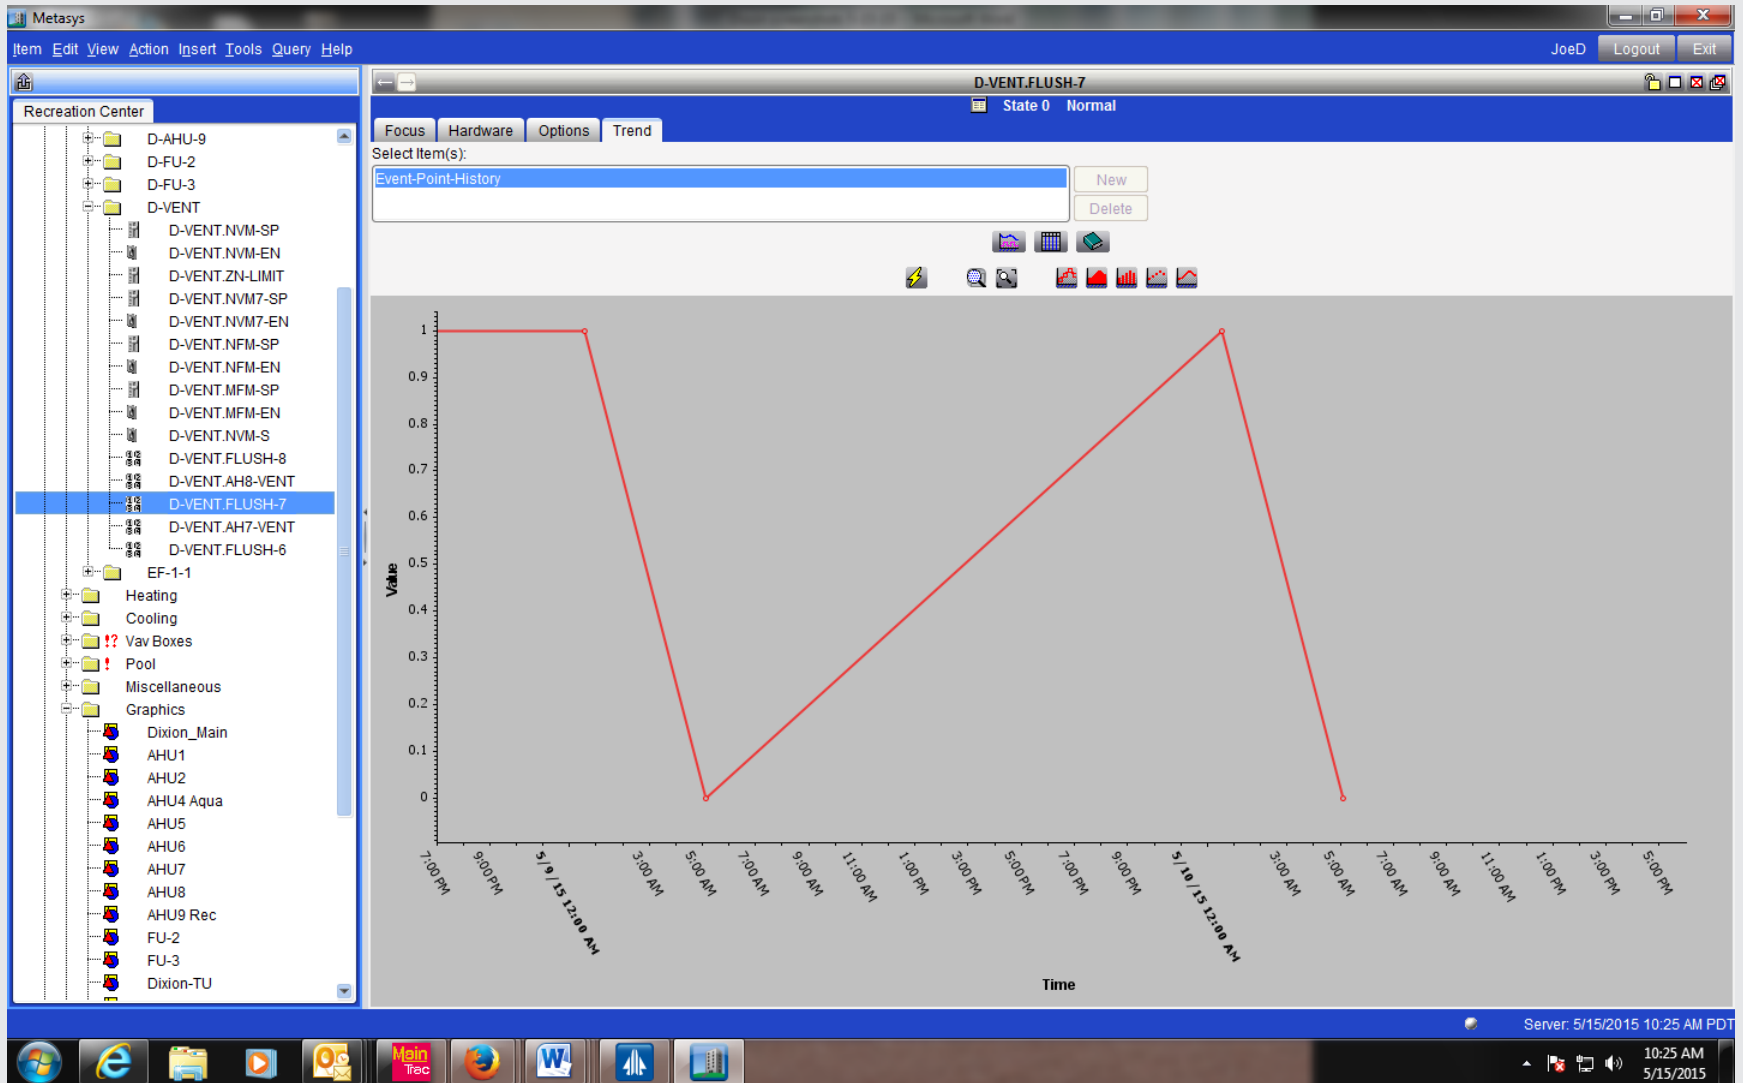 Metasys
Item Edit View Action Insert Tools Query Help
JoeD Logout Exit
Recreation Center
D-AHU-9
D-FU-2
D-FU-3
D-VENT
D-VENT.NVM-SP
D-VENT.NVM-EN
D-VENT.ZN-LIMIT
D-VENT.NVM7-SP
D-VENT.NVM7-EN
D-VENT.NFM-SP
D-VENT.NFM-EN
D-VENT.MFM-SP
D-VENT.MFM-EN
D-VENT.NVM-S
D-VENT.FLUSH-8
D-VENT.AH8-VENT
D-VENT.FLUSH-7
D-VENT.AH7-VENT
D-VENT.FLUSH-6
EF-1-1
Heating
Cooling
!? Vav Boxes
! Pool
Miscellaneous
Graphics
Dixion_Main
AHU1
AHU2
AHU4 Aqua
AHU5
AHU6
AHU7
AHU8
AHU9 Rec
FU-2
FU-3
Dixion-TU
D-VENT.FLUSH-7
State 0 Normal
Focus Hardware Options Trend
Select Item(s):
Event-Point-History
New
Delete
1
0.9
0.8
0.7
0.6
0.5
0.4
0.3
0.2
0.1
0
Value
7:00 PM
9:00 PM
5/9/15 12:00 AM
3:00 AM
5:00 AM
7:00 AM
9:00 AM
11:00 AM
1:00 PM
3:00 PM
5:00 PM
7:00 PM
9:00 PM
5/10/15 12:00 AM
3:00 AM
5:00 AM
7:00 AM
9:00 AM
11:00 AM
1:00 PM
3:00 PM
5:00 PM
Time
Server: 5/15/2015 10:25 AM PDT
Main
Trac
10:25 AM
5/15/2015